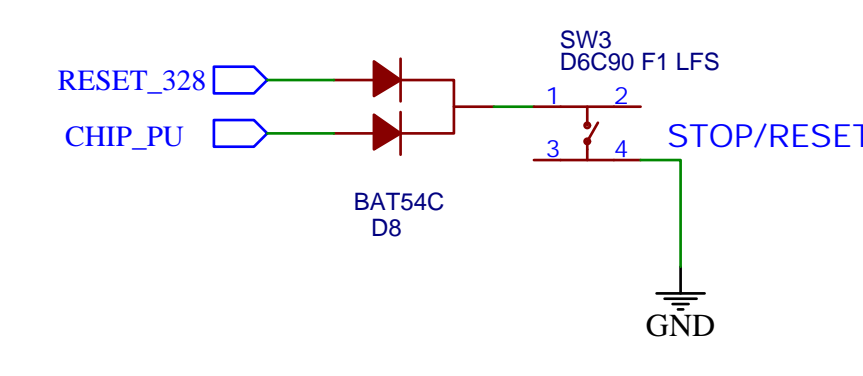 SW3
D6C90 F1 LFS
RESET_328
1 2
CHIP_PU
STOP/RESET
3 4
BAT54C
D8
GND